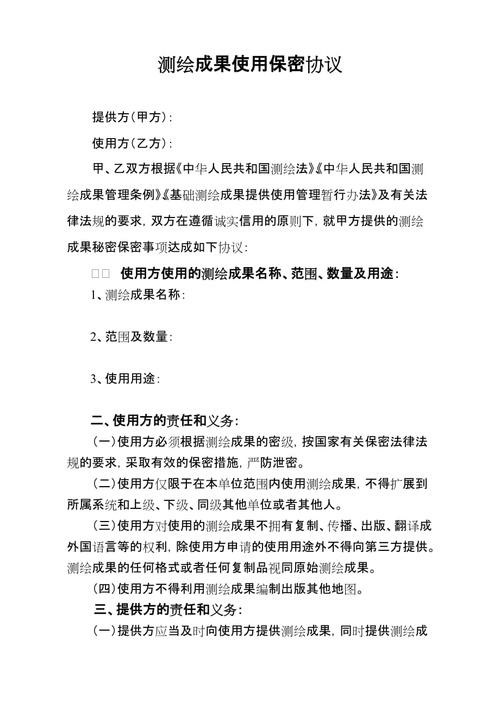 测绘成果使用保密协议
提供方(甲方):
使用方(乙方):
甲、乙双方根据《中华人民共和国测绘法》《中华人民共和国测
绘成果管理条例》《基础测绘成果提供使用管理暂行办法》及有关法
律法规的要求,双方在遵循诚实信用的原则下,就甲方提供的测绘
成果秘密保密事项达成如下协议:
□□ 使用方使用的测绘成果名称、范围、数量及用途:
1、测绘成果名称:
2、范围及数量:
3、使用用途:
二、使用方的责任和义务:
(一)使用方必须根据测绘成果的密级,按国家有关保密法律法
规的要求,采取有效的保密措施,严防泄密。
(二)使用方仅限于在本单位范围内使用测绘成果,不得扩展到
所属系统和上级、下级、同级其他单位或者其他人。
(三)使用方对使用的测绘成果不拥有复制、传播、出版、翻译成
外国语言等的权利,除使用方申请的使用用途外不得向第三方提供。
测绘成果的任何格式或者任何复制品视同原始测绘成果。
(四)使用方不得利用测绘成果编制出版其他地图。
三、提供方的责任和义务:
(一)提供方应当及时向使用方提供测绘成果,同时提供测绘成